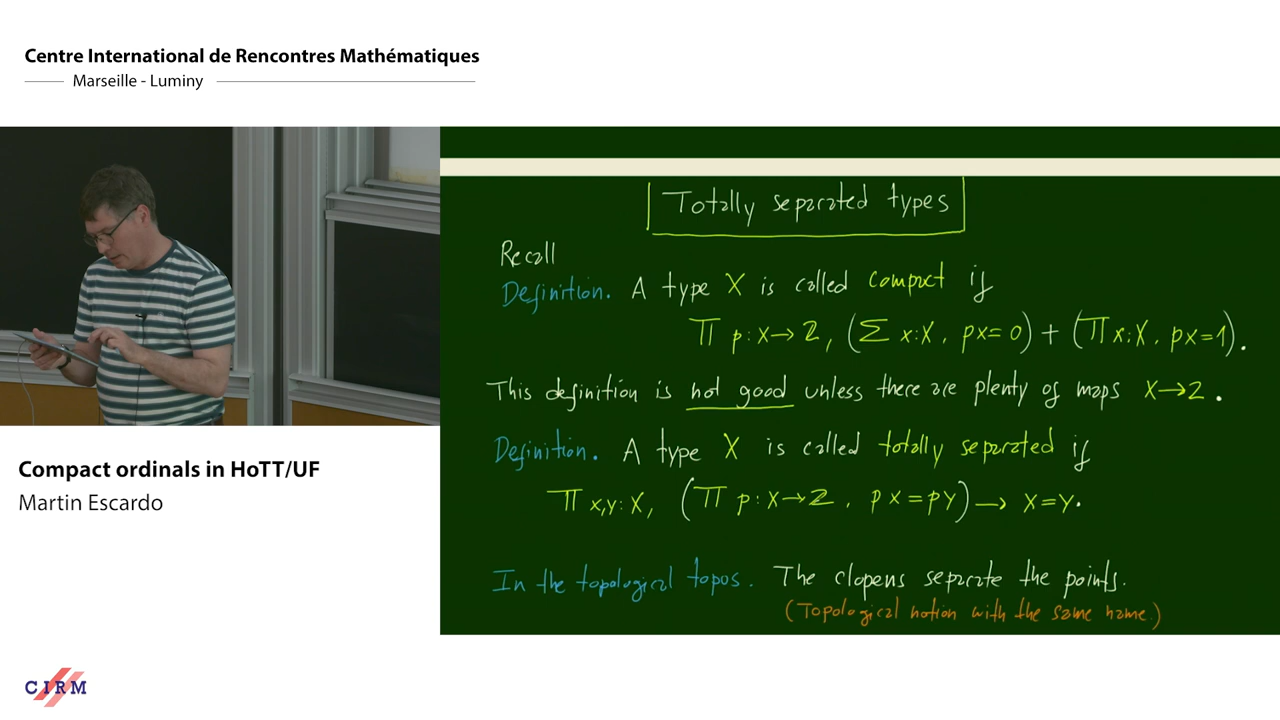 Centre International de Rencontres Mathématiques
Marseille - Luminy
Totally separated types
Recall
Definition. A type X is called compact if
Π p:X→2, (Σ x:X, px=0) + (Π x:X, px=1).
This definition is not good unless there are plenty of maps X→2.
Definition. A type X is called totally separated if
Π x,y:X, (Π p:X→2, px=py) → x=y.
In the topological topos. The clopens separate the points.
(Topological notion with the same name.)
Compact ordinals in HoTT/UF
Martin Escardo
CIRM